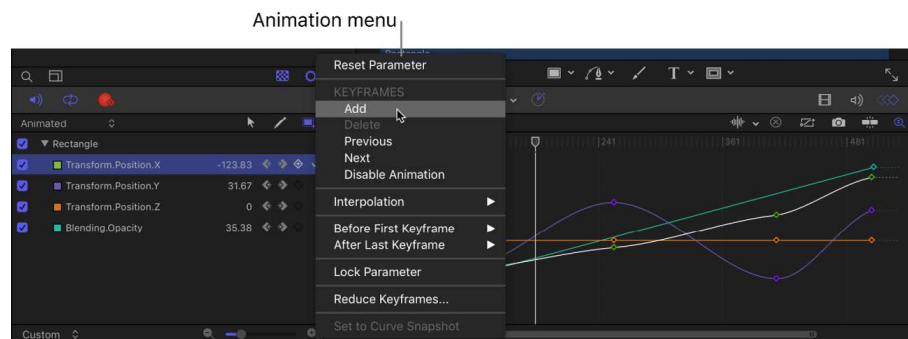 Animation menu
Rectangle
Reset Parameter
T
KEYFRAMES
Add
Animated
Delete
Rectangle
Previous
241
361
481
Transform.Position.X
-123.83
Next
Disable Animation
Transform.Position.Y
31.67
Transform.Position.Z
0
Interpolation
Blending.Opacity
35.38
Before First Keyframe
After Last Keyframe
Lock Parameter
Reduce Keyframes...
Custom
Set to Curve Snapshot